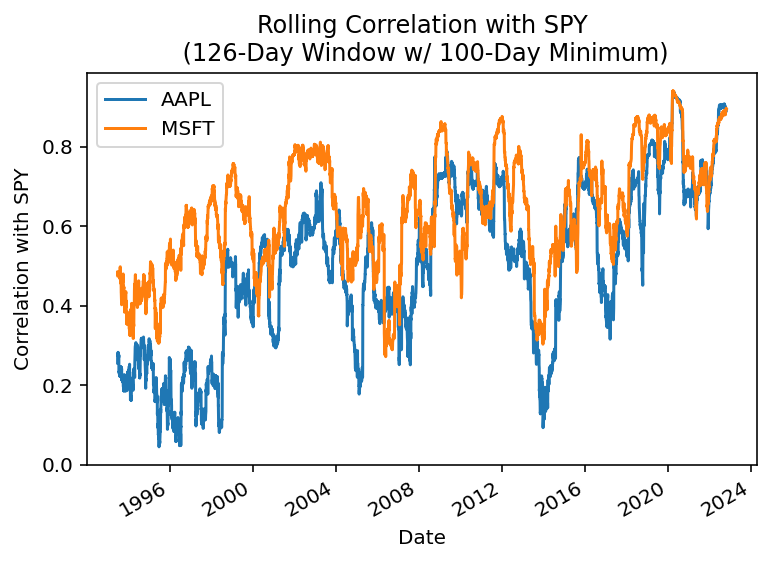 Rolling Correlation with SPY
(126-Day Window w/ 100-Day Minimum)
AAPL
MSFT
Correlation with SPY
0.8
0.6
0.4
0.2
0.0
1996
2000
2004
2008
2012
2016
2020
2024
Date